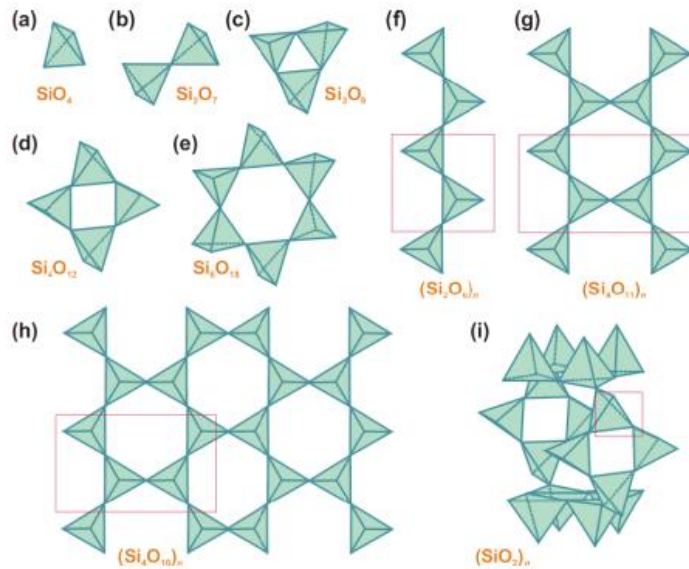 (a)
(b)
(c)
(f)
(g)
SiO₄
Si₂O₇
Si₃O₉
(d)
(e)
Si₄O₁₂
Si₆O₁₈
(Si₂O₆)ₙ
(Si₄O₁₁)ₙ
(h)
(i)
(Si₄O₁₀)ₙ
(SiO₂)ₙ